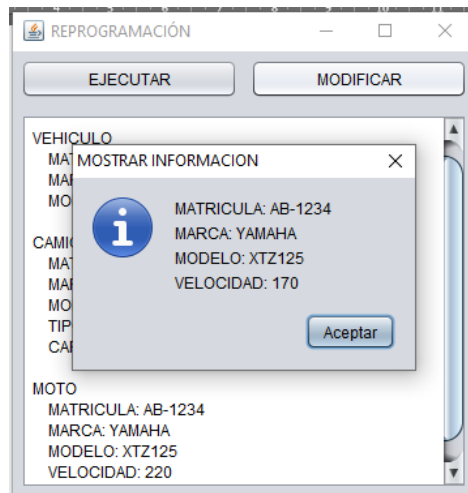 REPROGRAMACIÓN
EJECUTAR
MODIFICAR
VEHICULO
MOSTRAR INFORMACION
MATRICULA: AB-1234
MARCA: YAMAHA
MODELO: XTZ125
VELOCIDAD: 170
Aceptar
MOTO
MATRICULA: AB-1234
MARCA: YAMAHA
MODELO: XTZ125
VELOCIDAD: 220